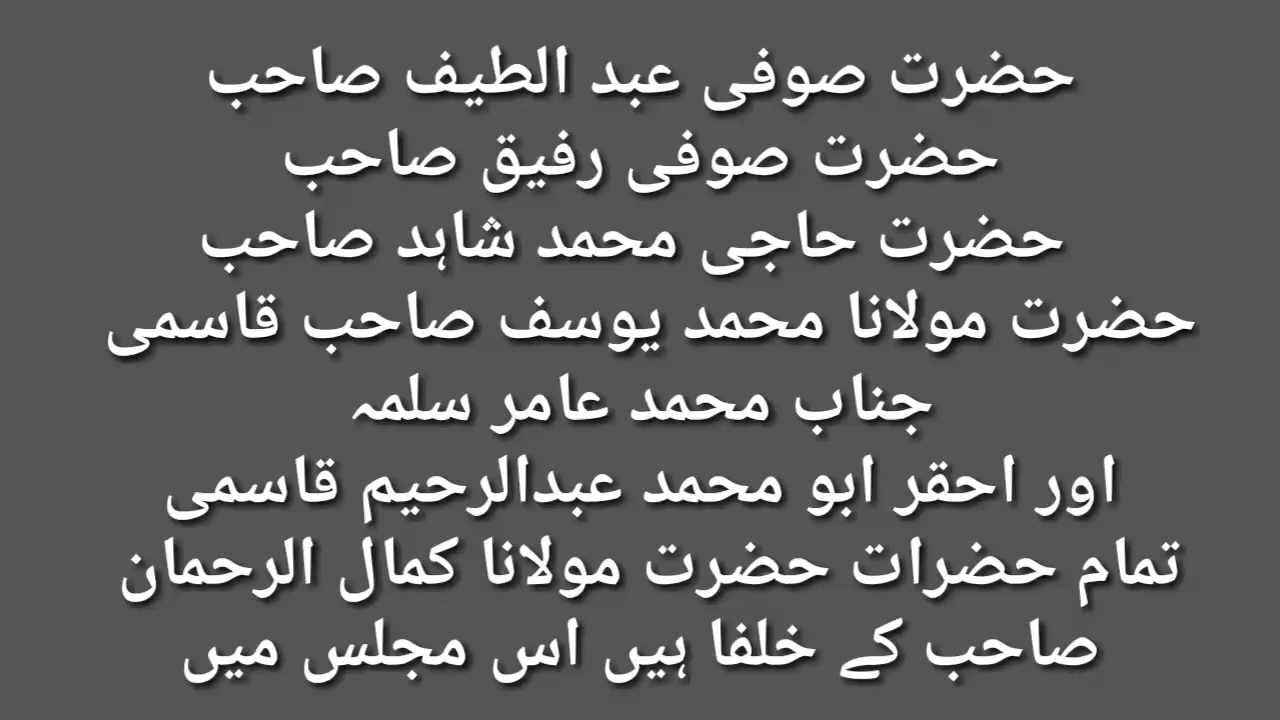 حضرت صوفی عبد الطیف صاحب
حضرت صوفی رفیق صاحب
حضرت حاجی محمد شاہد صاحب
حضرت مولانا محمد یوسف صاحب قاسمی
جناب محمد عامر سلمہ
اور احقر ابو محمد عبدالرحیم قاسمی
تمام حضرات حضرت مولانا کمال الرحمان
صاحب کے خلفا ہیں اس مجلس میں